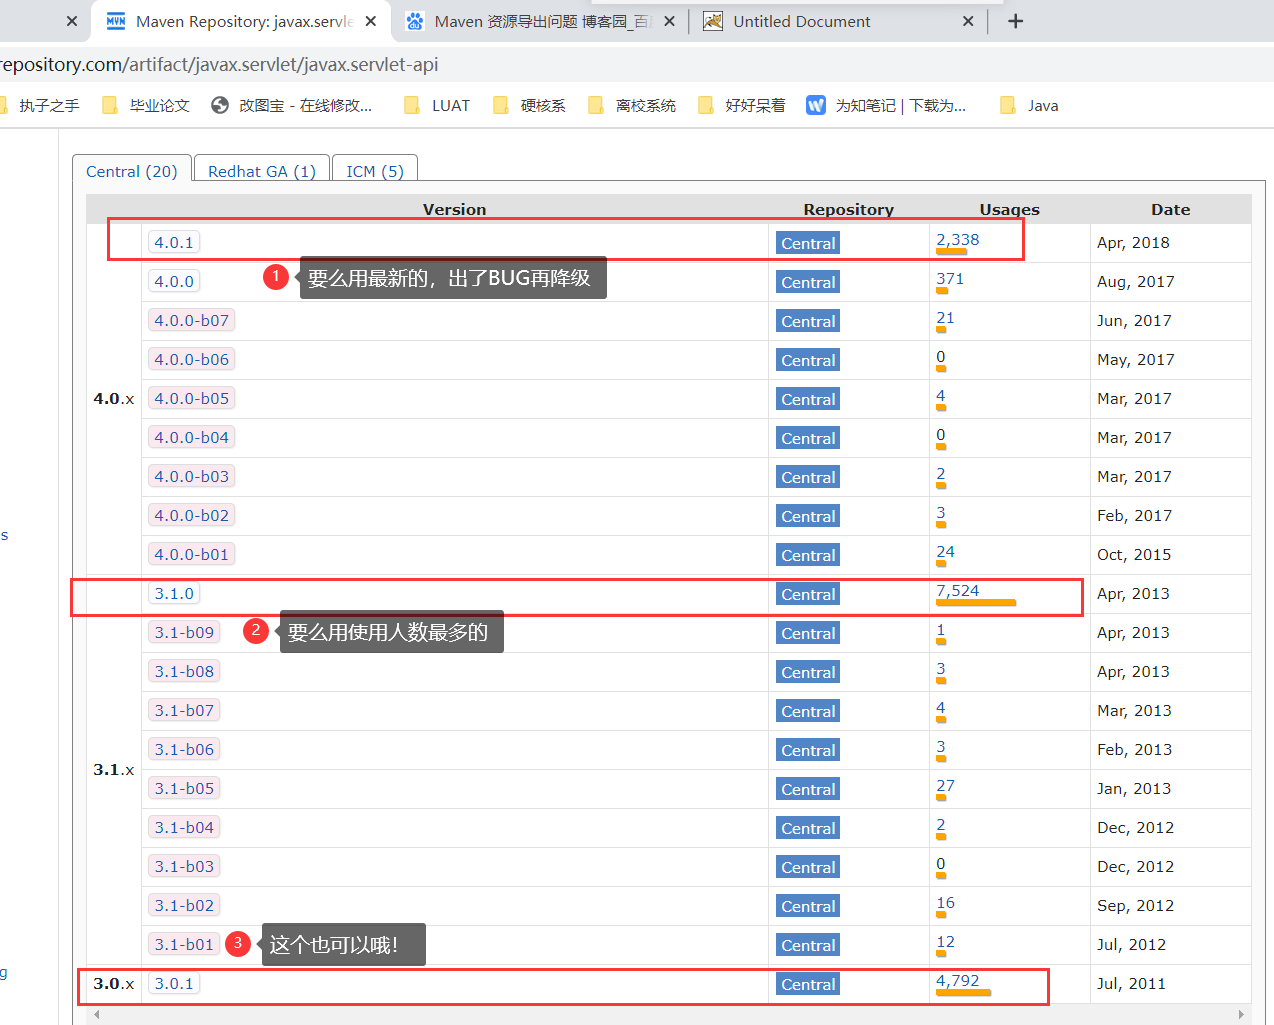 Maven Repository: javax.servle
Maven 资源导出问题 博客园_百
Untitled Document
repository.com/artifact/javax.servlet/javax.servlet-api
执子之手 毕业论文 改图宝 - 在线修改... LUAT 硬核系 离校系统 好好呆着 为知笔记 | 下载为... Java
Central (20) Redhat GA (1) ICM (5)
Version Repository Usages Date
4.0.1 Central 2,338 Apr, 2018
1 要么用最新的，出了BUG再降级
4.0.0 Central 371 Aug, 2017
4.0.0-b07 Central 21 Jun, 2017
4.0.0-b06 Central 0 May, 2017
4.0.x 4.0.0-b05 Central 4 Mar, 2017
4.0.0-b04 Central 0 Mar, 2017
4.0.0-b03 Central 2 Mar, 2017
4.0.0-b02 Central 3 Feb, 2017
4.0.0-b01 Central 24 Oct, 2015
3.1.0 Central 7,524 Apr, 2013
3.1-b09 Central 1 Apr, 2013
2 要么用使用人数最多的
3.1-b08 Central 3 Apr, 2013
3.1-b07 Central 4 Mar, 2013
3.1-b06 Central 3 Feb, 2013
3.1.x
3.1-b05 Central 27 Jan, 2013
3.1-b04 Central 2 Dec, 2012
3.1-b03 Central 0 Dec, 2012
3.1-b02 Central 16 Sep, 2012
3.1-b01 Central 12 Jul, 2012
3 这个也可以哦！
3.0.x 3.0.1 Central 4,792 Jul, 2011
s
g